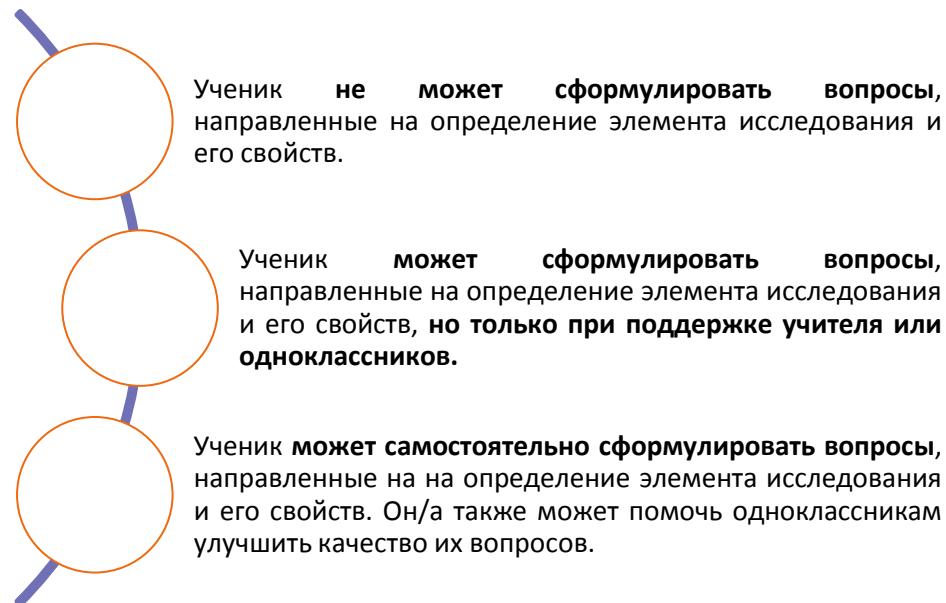 Ученик не может сформулировать вопросы,
направленные на определение элемента исследования и
его свойств.
Ученик может сформулировать вопросы,
направленные на определение элемента исследования
и его свойств, но только при поддержке учителя или
одноклассников.
Ученик может самостоятельно сформулировать вопросы,
направленные на на определение элемента исследования
и его свойств. Он/а также может помочь одноклассникам
улучшить качество их вопросов.